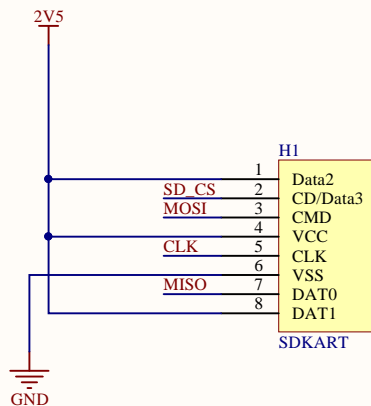 2V5
H1
1 Data2
SD_CS 2 CD/Data3
MOSI 3 CMD
4 VCC
CLK 5 CLK
6 VSS
MISO 7 DAT0
8 DAT1
SDKART
GND